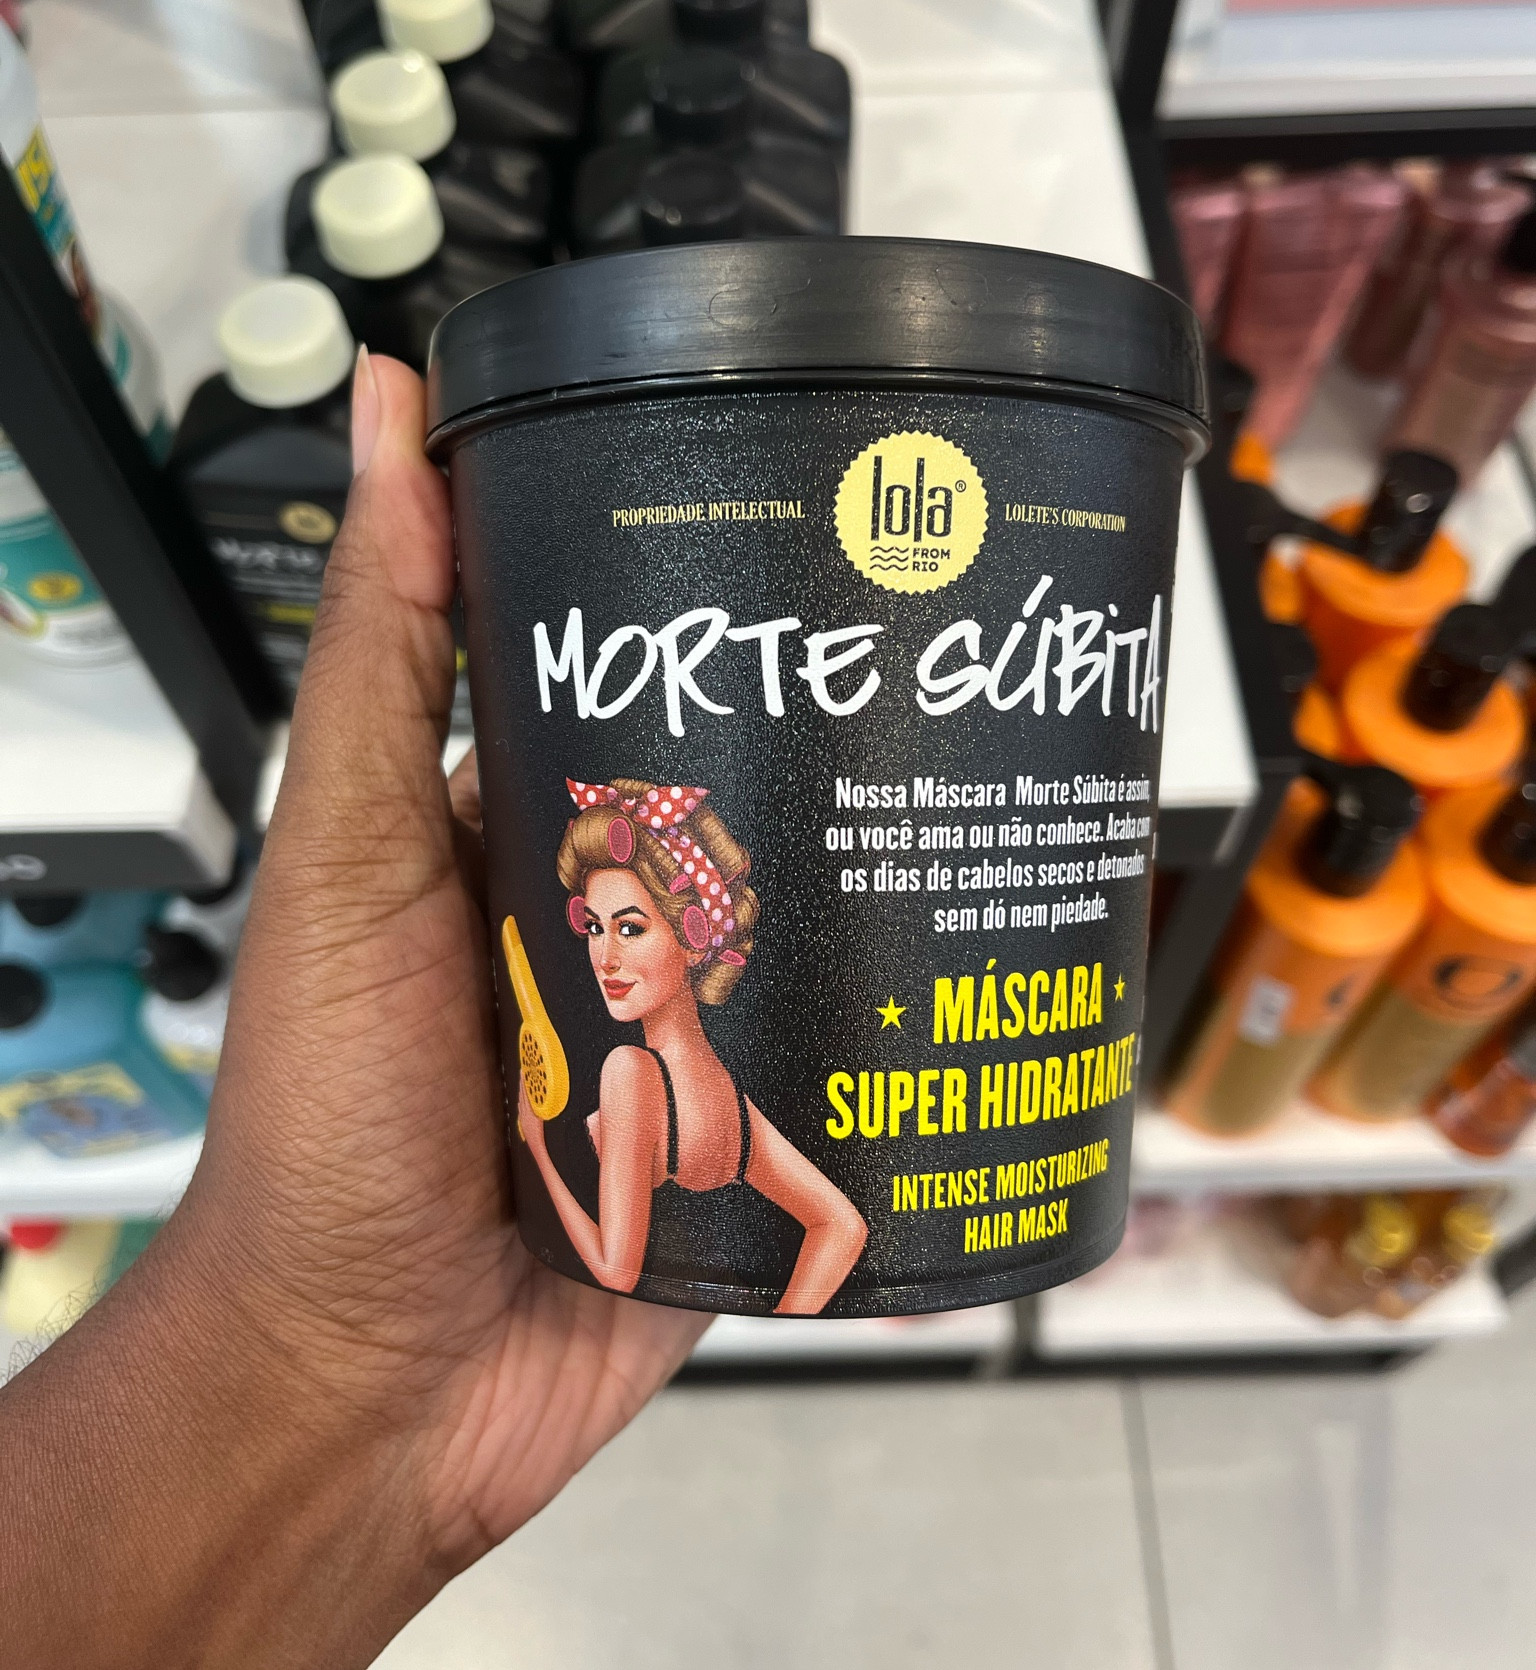 PROPRIEDADE INTELECTUAL
lola®
FROM
RIO
LOLETE'S CORPORATION
MORTE SÚBITA
Nossa Máscara Morte Súbita é assim,
ou você ama ou não conhece. Acaba com
os dias de cabelos secos e detonados
sem dó nem piedade.
MÁSCARA
SUPER HIDRATANTE
INTENSE MOISTURIZING
HAIR MASK